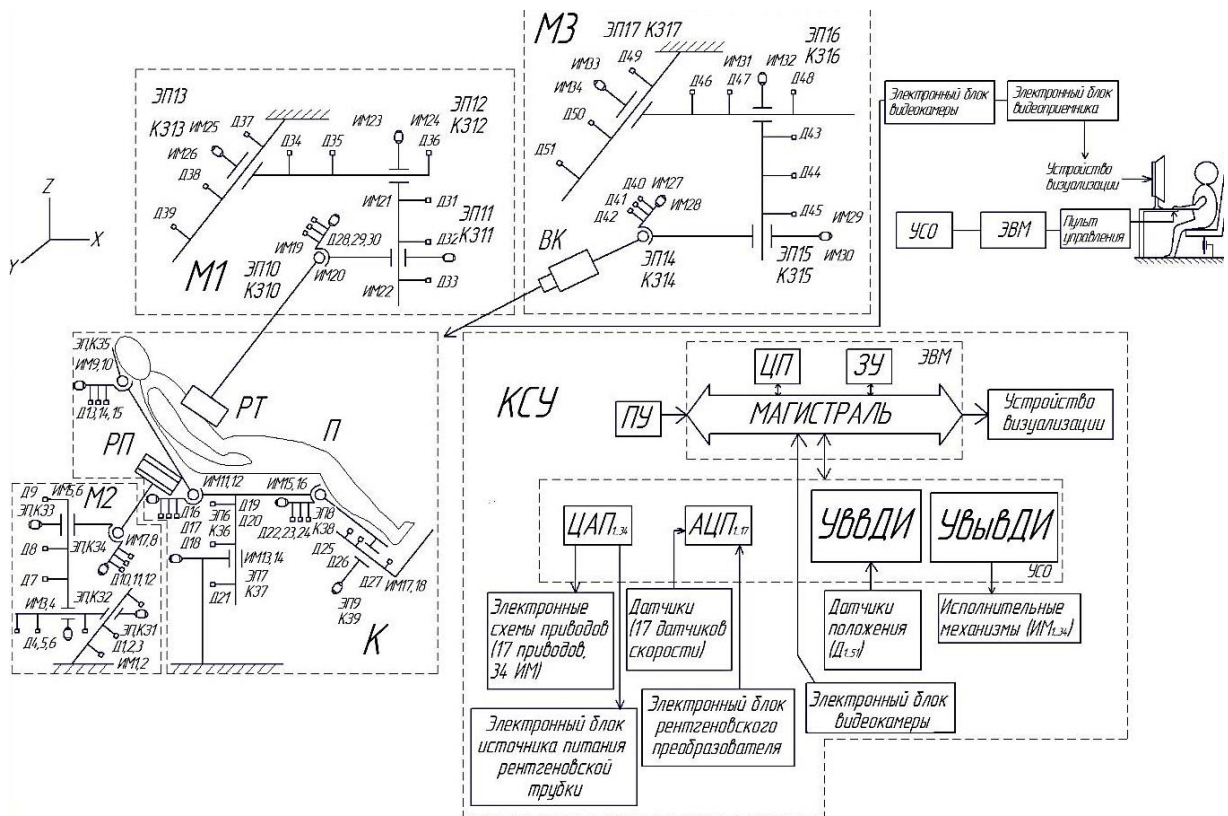 ЭП13
КЭ13
ИМ25
ИМ26
Д37
Д38
Д39
Д34
Д35
ИМ23
ИМ24
Д36
ЭП12
КЭ12
ИМ21
Д31
Д32
Д33
ЭП11
КЭ11
ИМ22
Д28,29,30
ИМ19
ИМ20
ЭП10
КЭ10
М1
Z
X
Y
М3
ЭП17 КЭ17
ИМ33
ИМ34
Д49
Д50
Д51
Д46
ИМ31
Д47
ИМ32
Д48
ЭП16
КЭ16
Д43
Д44
Д45
Д40
Д41
Д42
ИМ27
ИМ28
ИМ29
ИМ30
ЭП14
КЭ14
ЭП15
КЭ15
ВК
Электронный блок
видеокамеры
Электронный блок
видеоприемника
Устройство
визуализации
УСО
ЭВМ
Пульт
управления
ЭП,КЭ5
ИМ9,10
Д13,14,15
РТ
П
РП
ИМ11,12
Д16
Д17
Д18
Д19
Д20
ЭП6
КЭ6
ИМ13,14
ЭП7
КЭ7
Д21
ИМ15,16
Д22,23,24
ЭП8
КЭ8
Д25
Д26
Д27
ИМ17,18
ЭП9
КЭ9
К
М2
Д9
ИМ5,6
ЭП,КЭ3
Д8
ЭП,КЭ4
ИМ7,8
Д7
Д10,11,12
ИМ3,4
ЭП,КЭ2
Д4,5,6
ЭП,КЭ1
Д1,2,3
ИМ1,2
КСУ
ЭВМ
ЦП
ЗУ
ПУ
МАГИСТРАЛЬ
Устройство
визуализации
ЦАП1..34
АЦП1..17
УВвДИ
УВывДИ
УСО
Электронные
схемы приводов
(17 приводов,
34 ИМ)
Датчики
(17 датчиков
скорости)
Датчики
положения
(Д1..51)
Исполнительные
механизмы (ИМ1..34)
Электронный блок
источника питания
рентгеновской
трубки
Электронный блок
рентгеновского
преобразователя
Электронный блок
видеокамеры